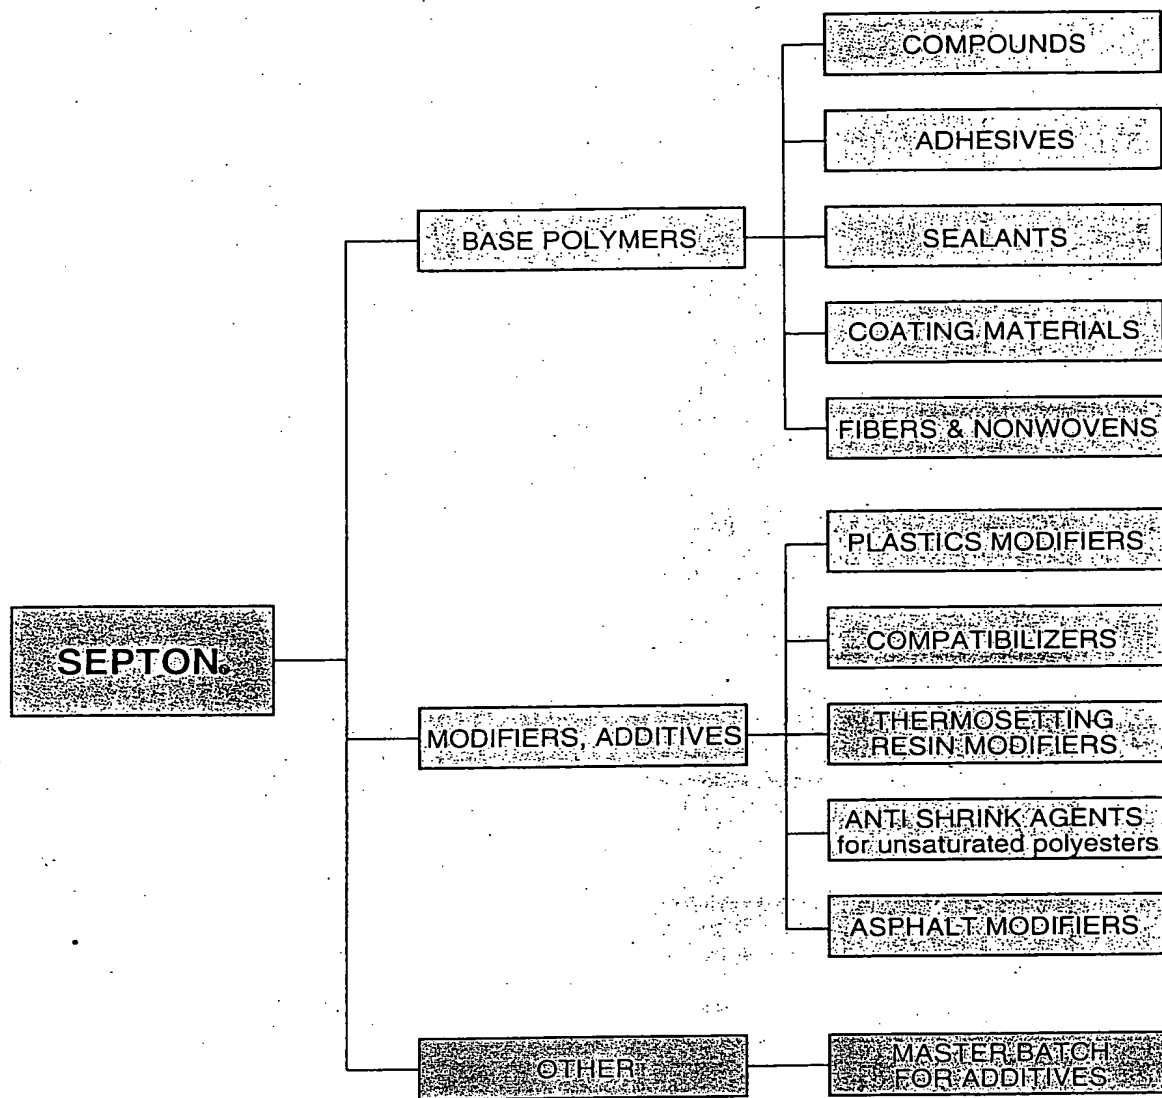 COMPOUNDS
ADHESIVES
BASE POLYMERS
SEALANTS
COATING MATERIALS
FIBERS & NONWOVENS
PLASTICS MODIFIERS
SEPTON®
COMPATIBILIZERS
MODIFIERS, ADDITIVES
THERMOSETTING
RESIN MODIFIERS
ANTI SHRINK AGENTS
for unsaturated polyesters
ASPHALT MODIFIERS
OTHER
MASTER BATCH
FOR ADDITIVES